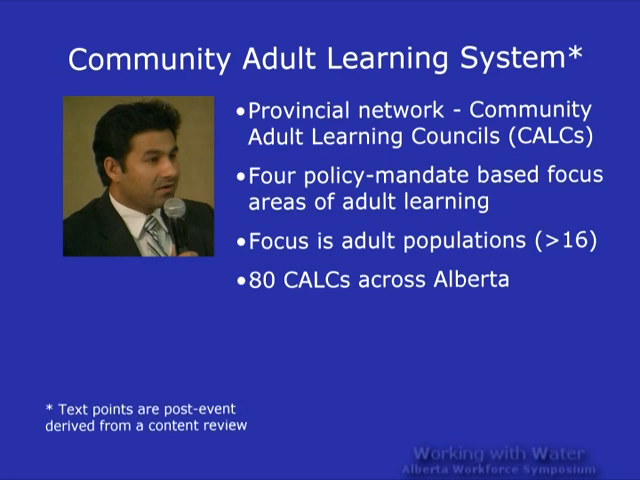 Community Adult Learning System*
•Provincial network - Community
Adult Learning Councils (CALCs)
•Four policy-mandate based focus
areas of adult learning
•Focus is adult populations (>16)
•80 CALCs across Alberta
* Text points are post-event
derived from a content review
Working with Water
Alberta Workforce Symposium